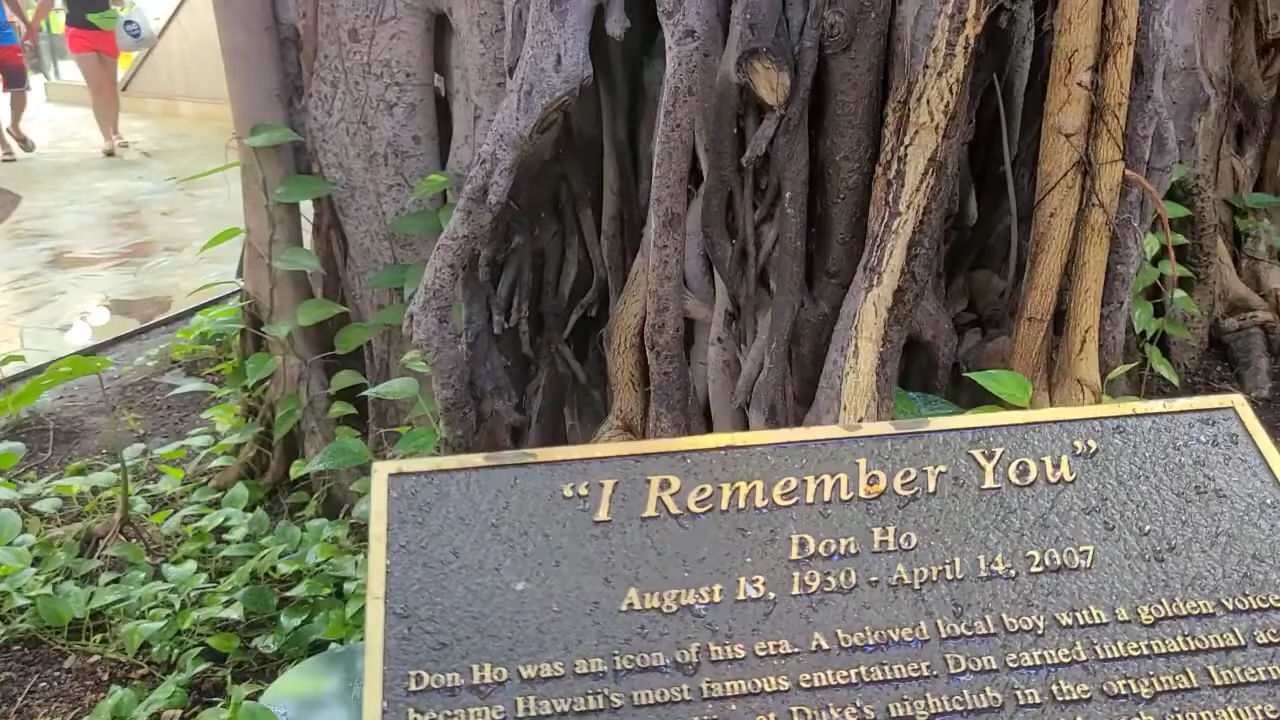 “I Remember You”
Don Ho
August 13, 1930 - April 14, 2007
Don Ho was an icon of his era. A beloved local boy with a golden voice
became Hawaii's most famous entertainer. Don earned international
at Duke's nightclub in the original